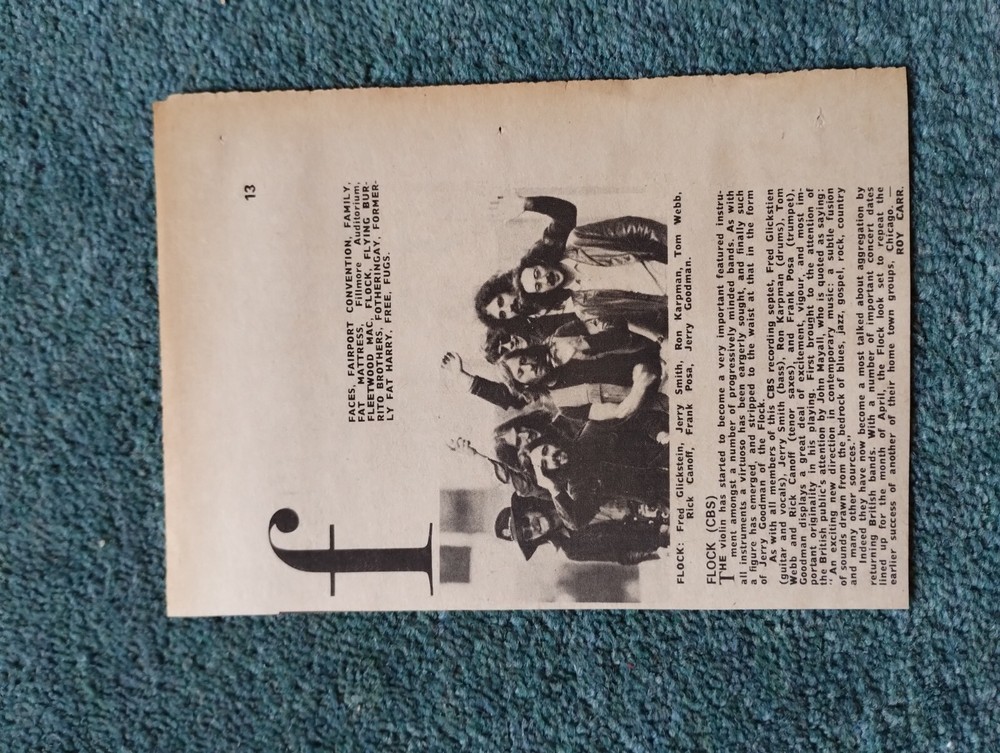 13
f
FACES, FAIRPORT CONVENTION, FAMILY,
FAT MATTRESS, Fillmore Auditorium,
FLEETWOOD MAC, FLOCK, FLYING BUR-
RITO BROTHERS, FOTHERINGAY, FORMER-
LY FAT HARRY, FREE, FUGS.
FLOCK: Fred Glickstein, Jerry Smith, Ron Karpman, Tom Webb,
Rick Canoff, Frank Posa, Jerry Goodman.
FLOCK (CBS)
THE violin has started to become a very important featured instru-
ment amongst a number of progressively minded bands. As with
all instruments a virtuoso has been eargerly sought, and finally such
a figure has emerged, and stripped to the waist at that in the form
of Jerry Goodman of the Flock.
As with all members of this CBS recording septet, Fred Glickstien
(guitar and vocals), Jerry Smith (bass), Ron Karpman (drums), Tom
Webb and Rick Canoff (tenor saxes), and Frank Posa (trumpet),
Goodman displays a great deal of excitement, vigour, and most im-
portant originality in his playing. First brought to the attention of
the British public's attention by John Mayall, who is quoted as saying:
"An exciting new direction in contemporary music: a subtle fusion
of sounds drawn from the bedrock of blues, jazz, gospel, rock, country
and many other sources."
Indeed they have now become a most talked about aggregation by
returning British bands. With a number of important concert dates
lined up for the month of April, the Flock look set to repeat the
earlier success of another of their home town groups, Chicago. —
ROY CARR.